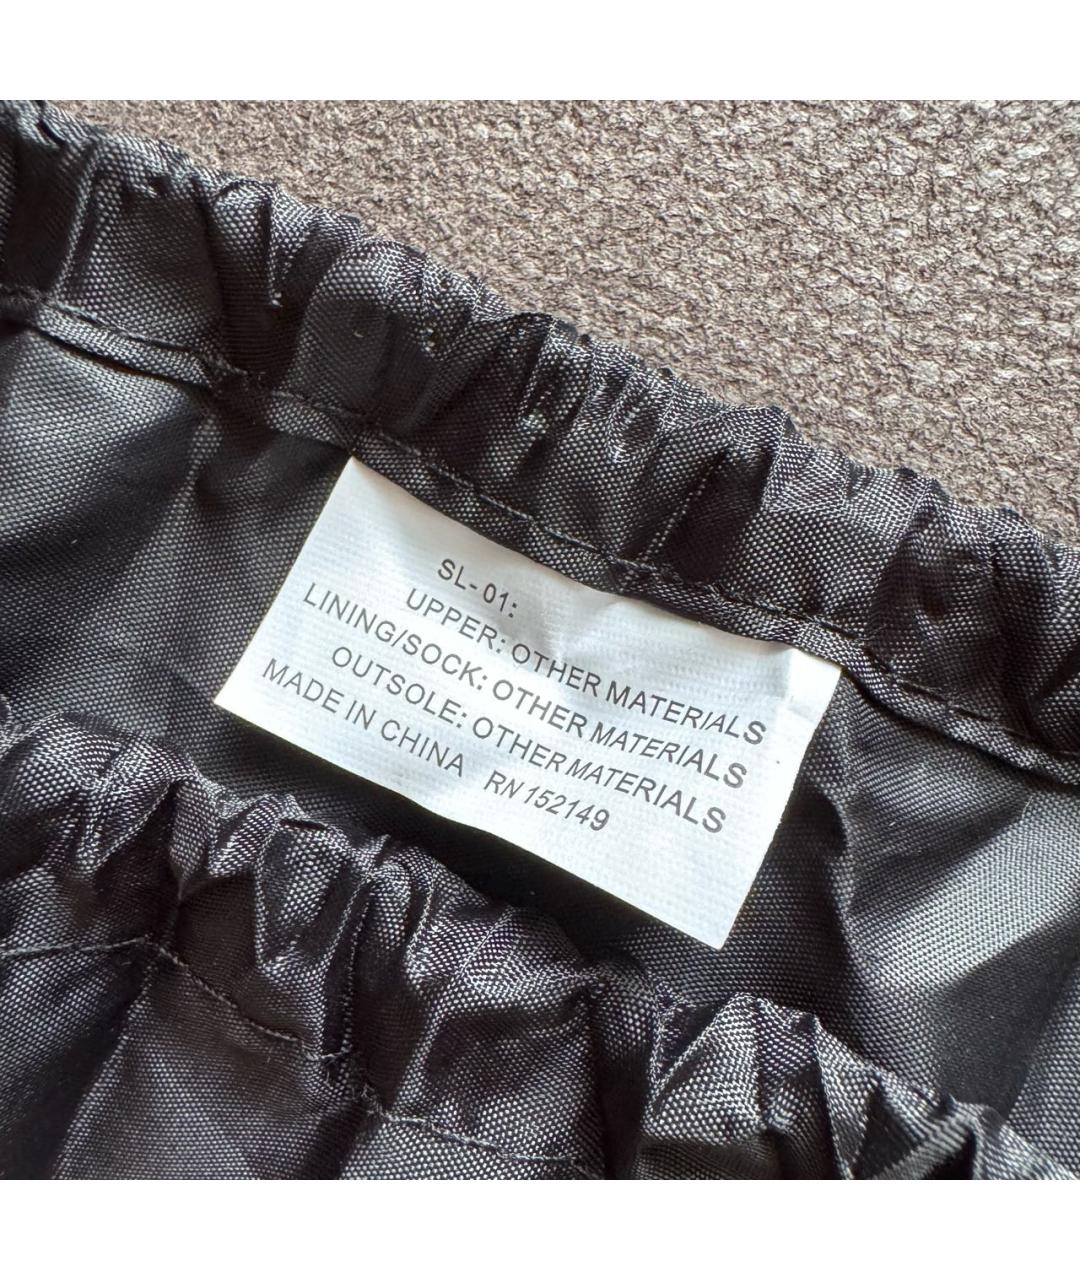 SL-01:
UPPER: OTHER MATERIALS
LINING/SOCK: OTHER MATERIALS
OUTSOLE: OTHER MATERIALS
MADE IN CHINA RN 152149